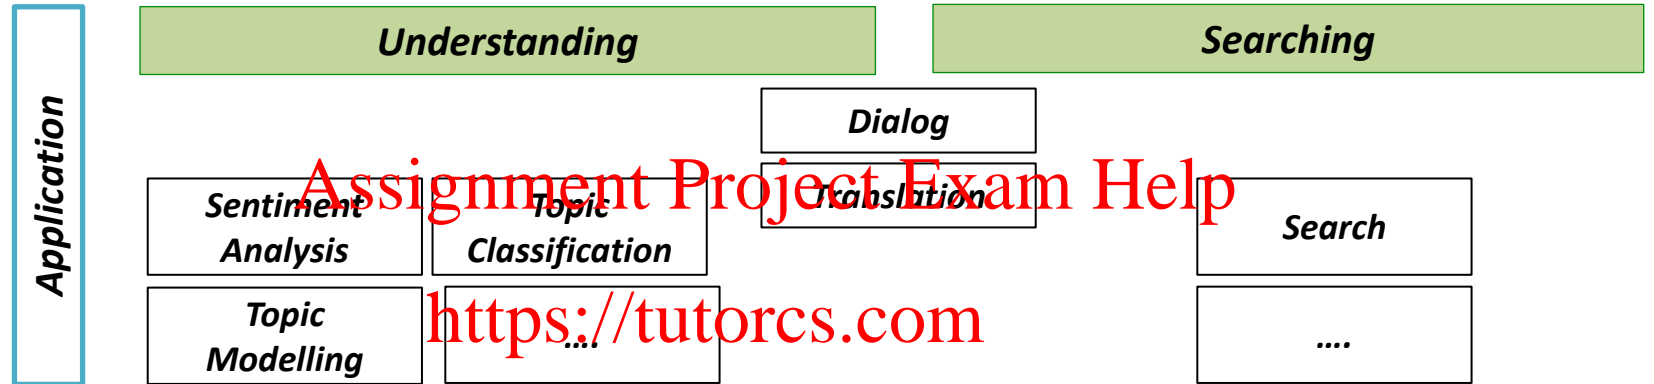 Understanding
Searching
Application
Dialog
Assignment Project Exam Help
Translation
Sentiment
Analysis
Topic
Classification
Search
Topic
Modelling
https://tutorcs.com
....
....